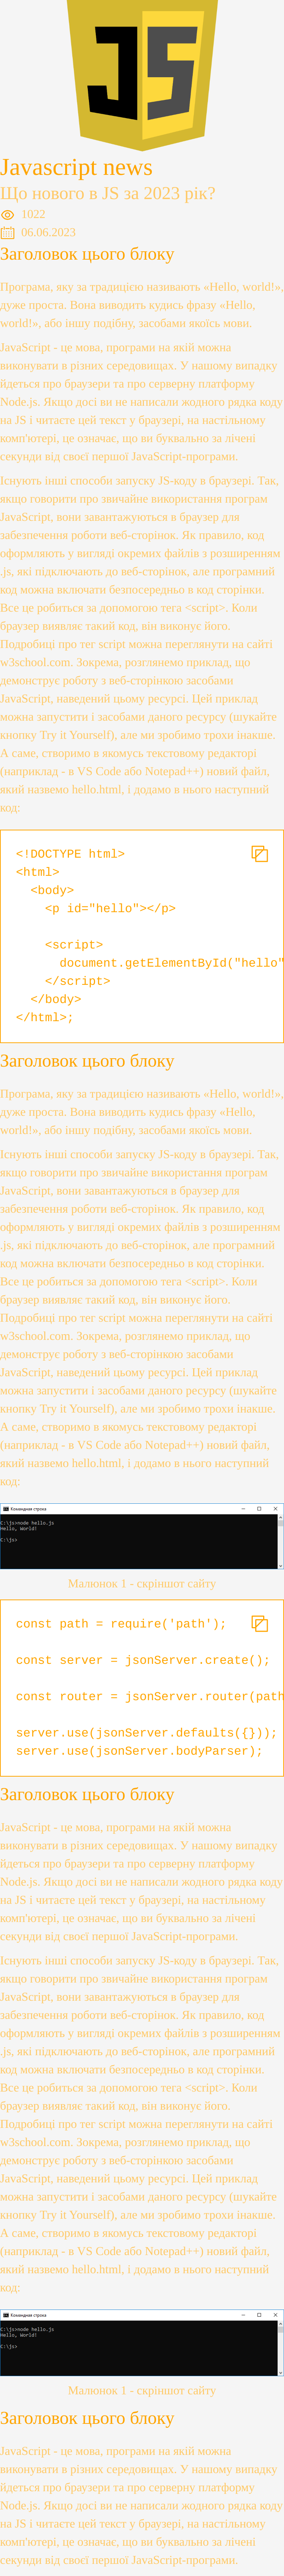 JS
Javascript news
Що нового в JS за 2023 рік?
1022
06.06.2023
Заголовок цього блоку
Програма, яку за традицією називають «Hello, world!»,
дуже проста. Вона виводить кудись фразу «Hello,
world!», або іншу подібну, засобами якоїсь мови.
JavaScript - це мова, програми на якій можна
виконувати в різних середовищах. У нашому випадку
йдеться про браузери та про серверну платформу
Node.js. Якщо досі ви не написали жодного рядка коду
на JS і читаєте цей текст у браузері, на настільному
комп'ютері, це означає, що ви буквально за лічені
секунди від своєї першої JavaScript-програми.
Існують інші способи запуску JS-коду в браузері. Так,
якщо говорити про звичайне використання програм
JavaScript, вони завантажуються в браузер для
забезпечення роботи веб-сторінок. Як правило, код
оформляють у вигляді окремих файлів з розширенням
.js, які підключають до веб-сторінок, але програмний
код можна включати безпосередньо в код сторінки.
Все це робиться за допомогою тега <script>. Коли
браузер виявляє такий код, він виконує його.
Подробиці про тег script можна переглянути на сайті
w3school.com. Зокрема, розглянемо приклад, що
демонструє роботу з веб-сторінкою засобами
JavaScript, наведений цьому ресурсі. Цей приклад
можна запустити і засобами даного ресурсу (шукайте
кнопку Try it Yourself), але ми зробимо трохи інакше.
А саме, створимо в якомусь текстовому редакторі
(наприклад - в VS Code або Notepad++) новий файл,
який назвемо hello.html, і додамо в нього наступний
код:
<!DOCTYPE html>
<html>
<body>
<p id="hello"></p>
<script>
document.getElementById("hello"
</script>
</body>
</html>;
Заголовок цього блоку
Програма, яку за традицією називають «Hello, world!»,
дуже проста. Вона виводить кудись фразу «Hello,
world!», або іншу подібну, засобами якоїсь мови.
Існують інші способи запуску JS-коду в браузері. Так,
якщо говорити про звичайне використання програм
JavaScript, вони завантажуються в браузер для
забезпечення роботи веб-сторінок. Як правило, код
оформляють у вигляді окремих файлів з розширенням
.js, які підключають до веб-сторінок, але програмний
код можна включати безпосередньо в код сторінки.
Все це робиться за допомогою тега <script>. Коли
браузер виявляє такий код, він виконує його.
Подробиці про тег script можна переглянути на сайті
w3school.com. Зокрема, розглянемо приклад, що
демонструє роботу з веб-сторінкою засобами
JavaScript, наведений цьому ресурсі. Цей приклад
можна запустити і засобами даного ресурсу (шукайте
кнопку Try it Yourself), але ми зробимо трохи інакше.
А саме, створимо в якомусь текстовому редакторі
(наприклад - в VS Code або Notepad++) новий файл,
який назвемо hello.html, і додамо в нього наступний
код:
Командная строка
C:\js>node hello.js
Hello, World!
C:\js>
Малюнок 1 - скріншот сайту
const path = require('path');
const server = jsonServer.create();
const router = jsonServer.router(path
server.use(jsonServer.defaults({}));
server.use(jsonServer.bodyParser);
Заголовок цього блоку
JavaScript - це мова, програми на якій можна
виконувати в різних середовищах. У нашому випадку
йдеться про браузери та про серверну платформу
Node.js. Якщо досі ви не написали жодного рядка коду
на JS і читаєте цей текст у браузері, на настільному
комп'ютері, це означає, що ви буквально за лічені
секунди від своєї першої JavaScript-програми.
Існують інші способи запуску JS-коду в браузері. Так,
якщо говорити про звичайне використання програм
JavaScript, вони завантажуються в браузер для
забезпечення роботи веб-сторінок. Як правило, код
оформляють у вигляді окремих файлів з розширенням
.js, які підключають до веб-сторінок, але програмний
код можна включати безпосередньо в код сторінки.
Все це робиться за допомогою тега <script>. Коли
браузер виявляє такий код, він виконує його.
Подробиці про тег script можна переглянути на сайті
w3school.com. Зокрема, розглянемо приклад, що
демонструє роботу з веб-сторінкою засобами
JavaScript, наведений цьому ресурсі. Цей приклад
можна запустити і засобами даного ресурсу (шукайте
кнопку Try it Yourself), але ми зробимо трохи інакше.
А саме, створимо в якомусь текстовому редакторі
(наприклад - в VS Code або Notepad++) новий файл,
який назвемо hello.html, і додамо в нього наступний
код:
Командная строка
C:\js>node hello.js
Hello, World!
C:\js>
Малюнок 1 - скріншот сайту
Заголовок цього блоку
JavaScript - це мова, програми на якій можна
виконувати в різних середовищах. У нашому випадку
йдеться про браузери та про серверну платформу
Node.js. Якщо досі ви не написали жодного рядка коду
на JS і читаєте цей текст у браузері, на настільному
комп'ютері, це означає, що ви буквально за лічені
секунди від своєї першої JavaScript-програми.